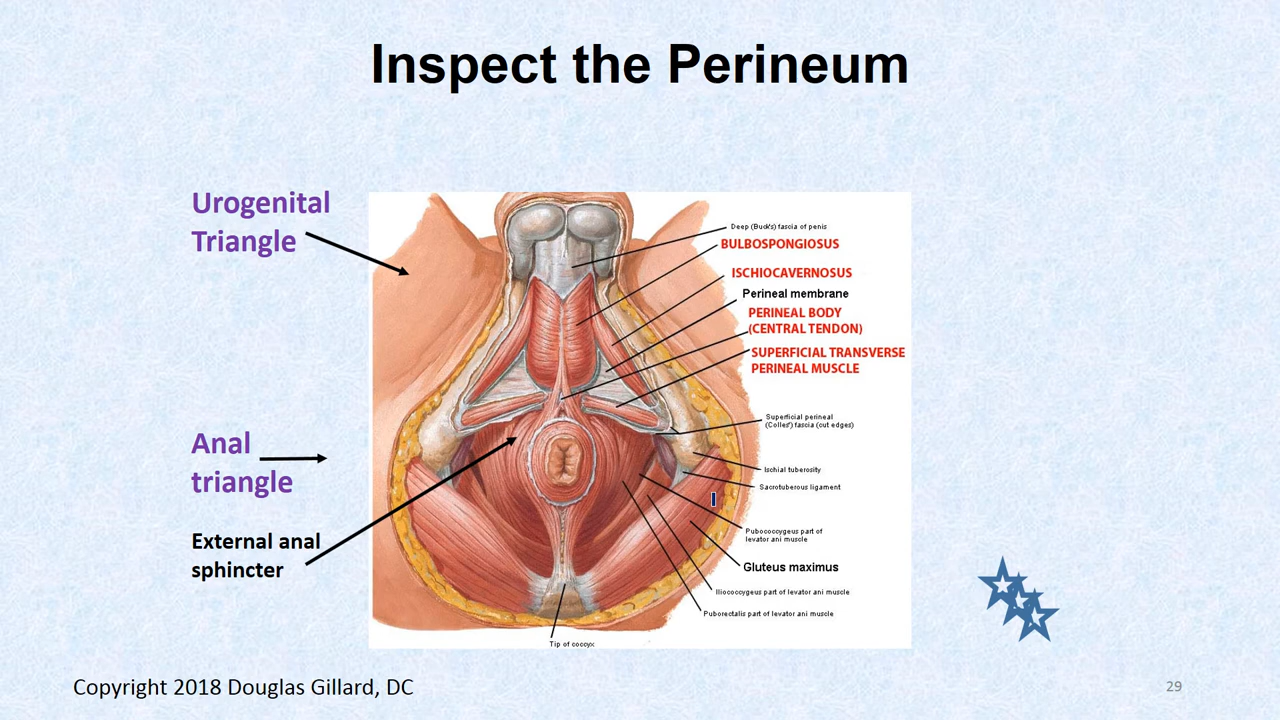 Inspect the Perineum
Urogenital
Triangle
Deep (Buck's) fascia of penis
BULBOSPONGIOSUS
ISCHIOCAVERNOSUS
Perineal membrane
PERINEAL BODY
(CENTRAL TENDON)
SUPERFICIAL TRANSVERSE
PERINEAL MUSCLE
Superficial perineal
(Colles') fascia (cut edges)
Anal
triangle
Ischial tuberosity
Sacrotuberous ligament
External anal
sphincter
Pubococcygeus part of
levator ani muscle
Gluteus maximus
Iliococcygeus part of levator ani muscle
Puborectalis part of levator ani muscle
Tip of coccyx
Copyright 2018 Douglas Gillard, DC
29